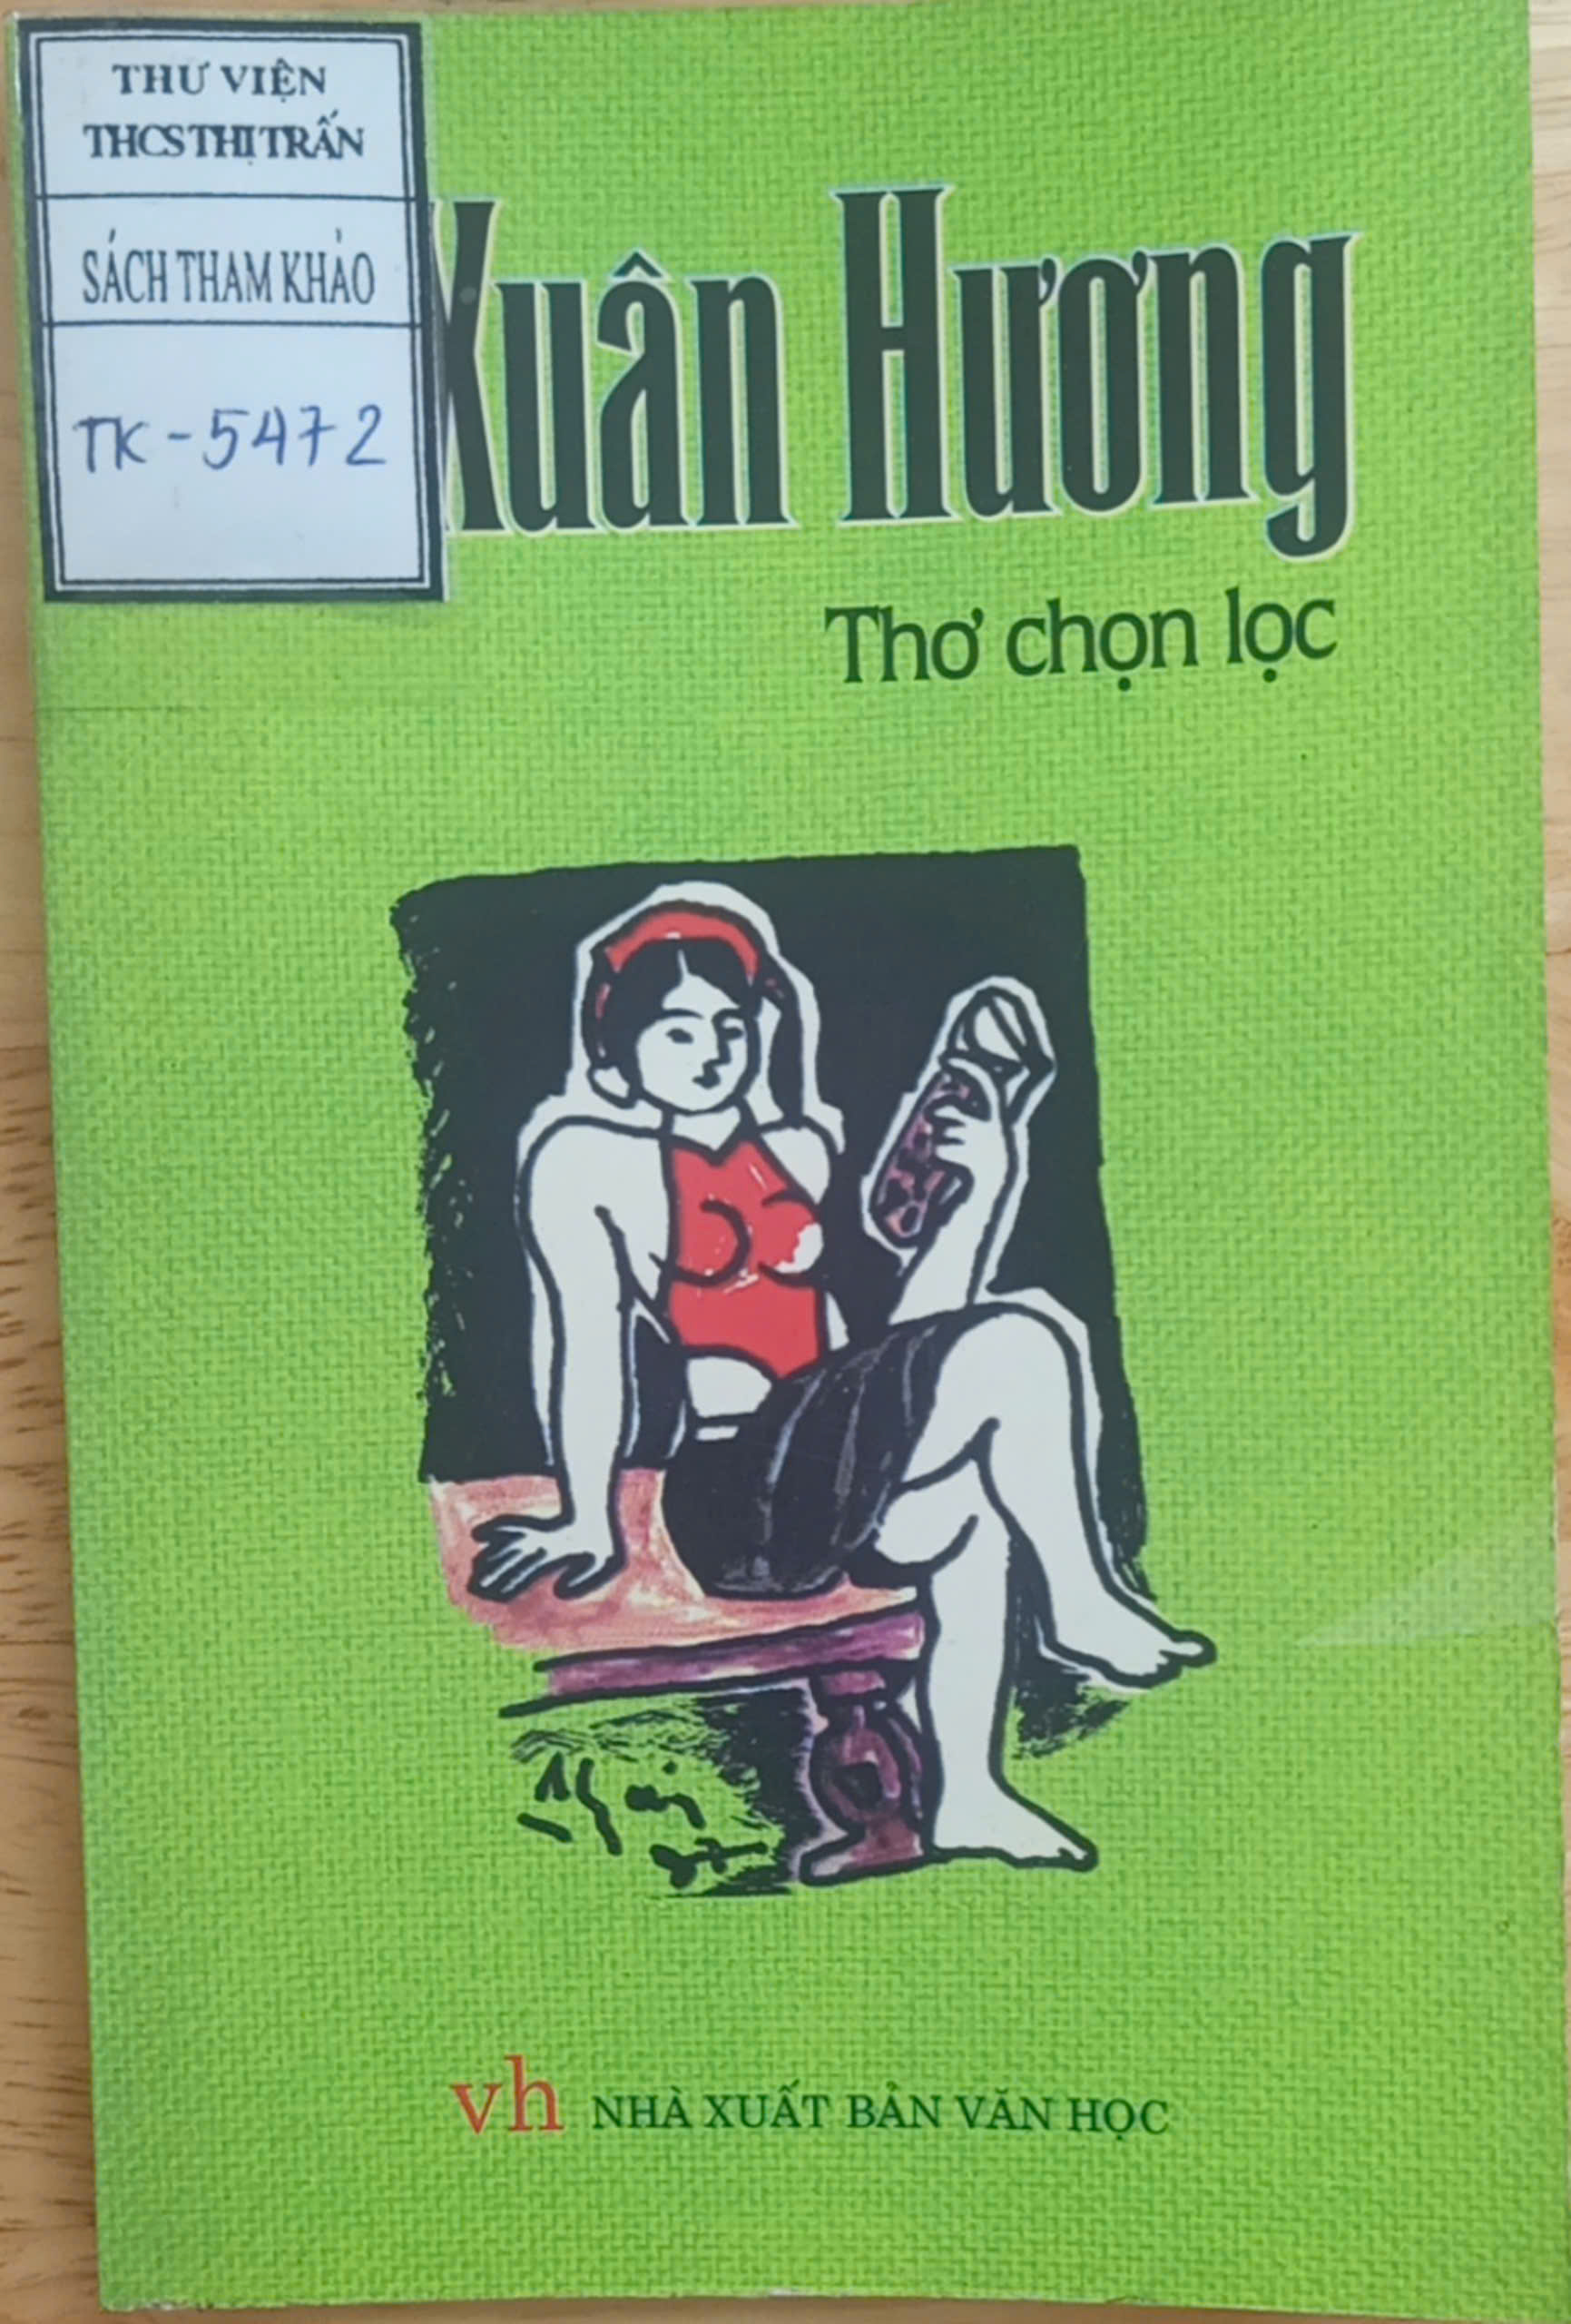 THƯ VIỆN
THCS THỊ TRẤN
SÁCH THAM KHẢO
TK-5472
Xuân Hương
Thơ chọn lọc
vh NHÀ XUẤT BẢN VĂN HỌC